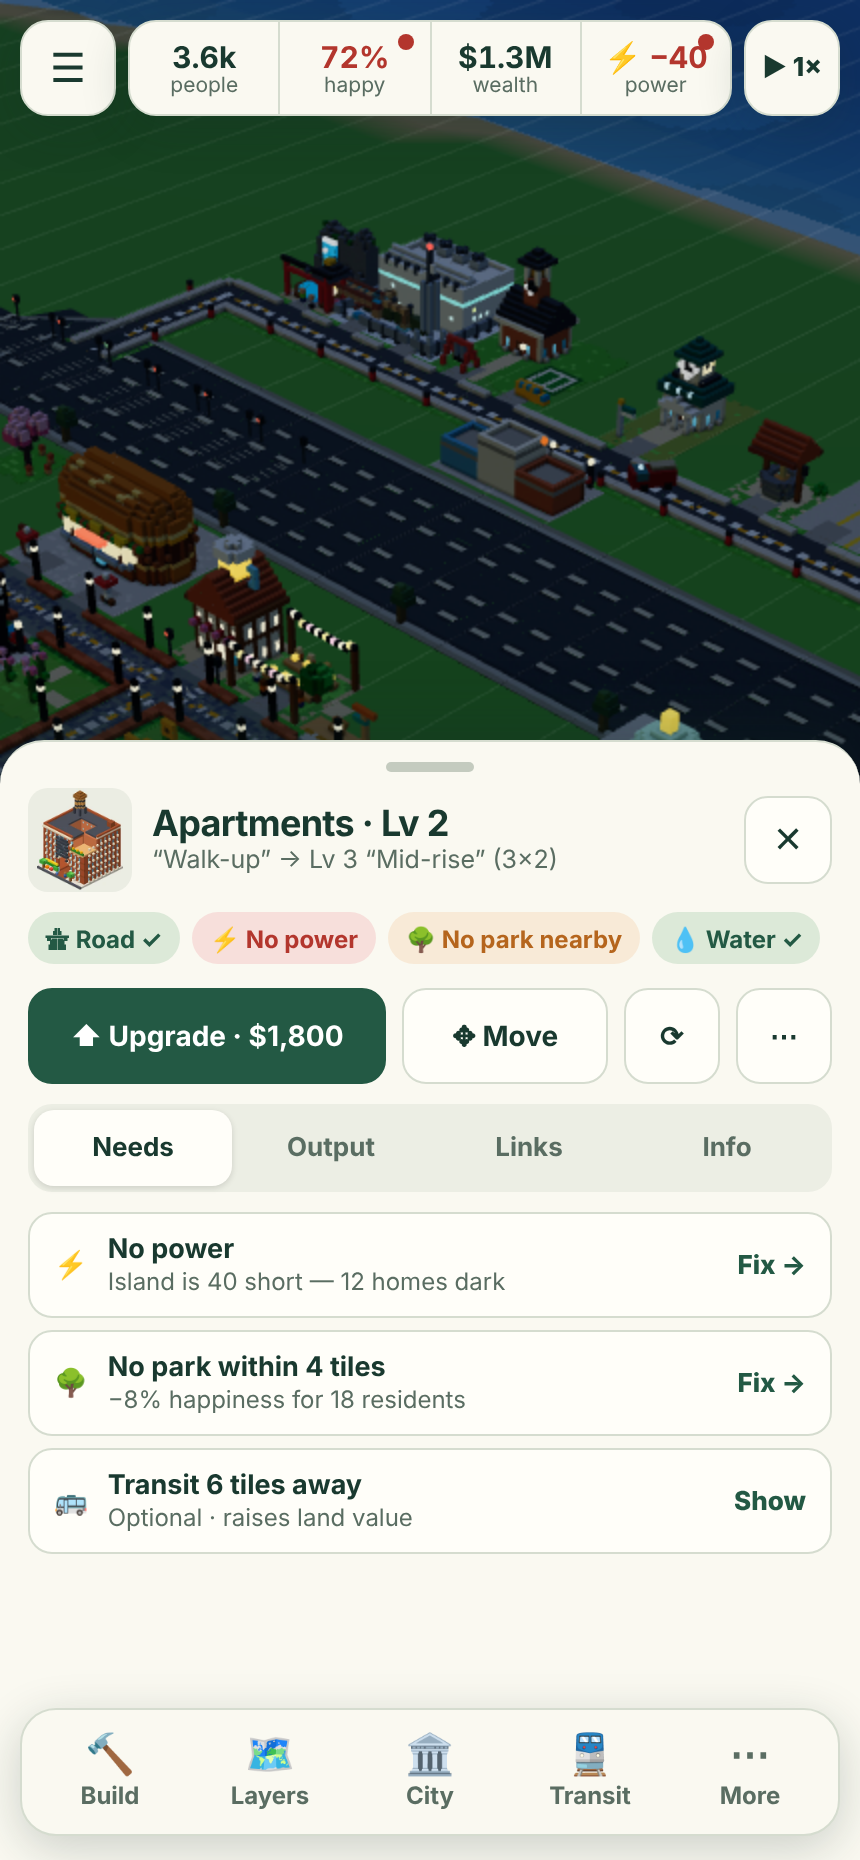 3.6k
people
72%
happy
$1.3M
wealth
⚡ −40
power
▶ 1×
Apartments · Lv 2
“Walk-up” → Lv 3 “Mid-rise” (3×2)
Road ✓
⚡ No power
No park nearby
Water ✓
Upgrade · $1,800
Move
Needs
Output
Links
Info
No power
Island is 40 short — 12 homes dark
Fix →
No park within 4 tiles
−8% happiness for 18 residents
Fix →
Transit 6 tiles away
Optional · raises land value
Show
Build
Layers
City
Transit
More